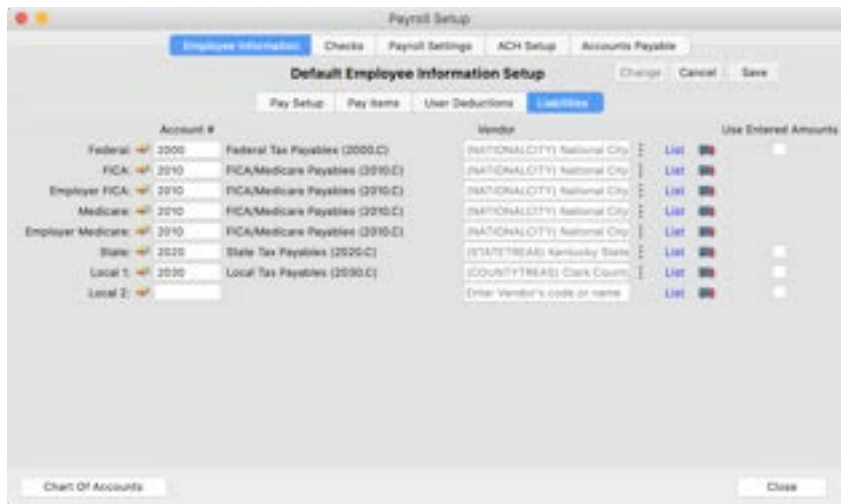 Payroll Setup
Employee Information Checks Payroll Settings ACH Setup Accounts Payable
Default Employee Information Setup Change Cancel Save
Pay Setup Pay Items User Deductions Liabilities
Account # Vendor Use Entered Amounts
Federal: 2000 Federal Tax Payables (2000.C) (NATIONALCITY) National City List
FICA: 2010 FICA/Medicare Payables (2010.C) (NATIONALCITY) National City List
Employer FICA: 2010 FICA/Medicare Payables (2010.C) (NATIONALCITY) National City List
Medicare: 2010 FICA/Medicare Payables (2010.C) (NATIONALCITY) National City List
Employer Medicare: 2010 FICA/Medicare Payables (2010.C) (NATIONALCITY) National City List
State: 2020 State Tax Payables (2020.C) (STATETREAS) Kentucky State List
Local 1: 2030 Local Tax Payables (2030.C) (COUNTYTREAS) Clark Count List
Local 2: Enter Vendor's code or name List
Chart Of Accounts Close